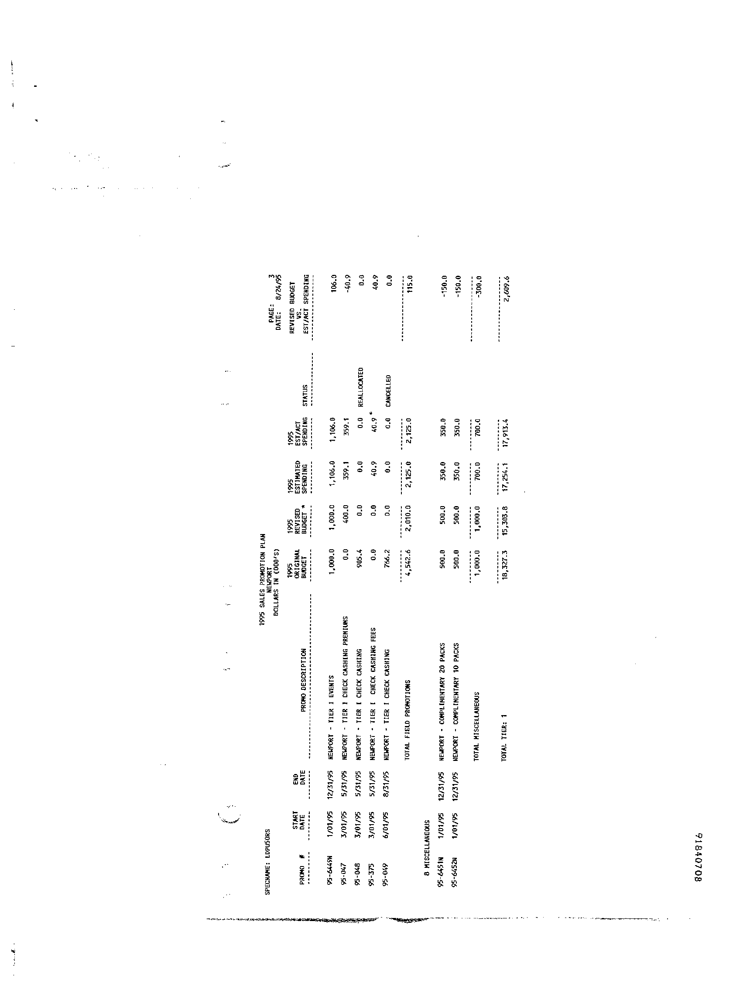 SPECNAME: LOPUSORS
1995 SALES PROMOTION PLAN
NEWPORT
DOLLARS IN (000'S)
PAGE: 3
DATE: 8/24/95
PROMO # START DATE END DATE PROMO DESCRIPTION 1995 ORIGINAL BUDGET 1995 REVISED BUDGET * 1995 ESTIMATED SPENDING 1995 EST/ACT SPENDING STATUS REVISED BUDGET VS. EST/ACT SPENDING
95-6449N 1/01/95 12/31/95 NEWPORT - TIER I EVENTS 1,000.0 1,000.0 1,106.0 1,106.0 106.0
95-047 3/01/95 5/31/95 NEWPORT - TIER I CHECK CASHING PREMIUMS 0.0 400.0 359.1 359.1 -40.9
95-048 3/01/95 5/31/95 NEWPORT - TIER I CHECK CASHING 985.4 0.0 0.0 0.0 REALLOCATED 0.0
95-375 3/01/95 5/31/95 NEWPORT - TIER I CHECK CASHING FEES 0.0 0.0 40.9 40.9 * 40.9
95-049 6/01/95 8/31/95 NEWPORT - TIER I CHECK CASHING 766.2 0.0 0.0 0.0 CANCELLED 0.0
TOTAL FIELD PROMOTIONS 4,542.6 2,010.0 2,125.0 2,125.0 115.0
8 MISCELLANEOUS
95-6451N 1/01/95 12/31/95 NEWPORT - COMPLIMENTARY 20 PACKS 500.0 500.0 350.0 350.0 -150.0
95-6452N 1/01/95 12/31/95 NEWPORT - COMPLIMENTARY 10 PACKS 500.0 500.0 350.0 350.0 -150.0
TOTAL MISCELLANEOUS 1,000.0 1,000.0 700.0 700.0 -300.0
TOTAL TIER: 1 18,327.3 15,303.8 17,254.1 17,913.4 2,609.6
91840708